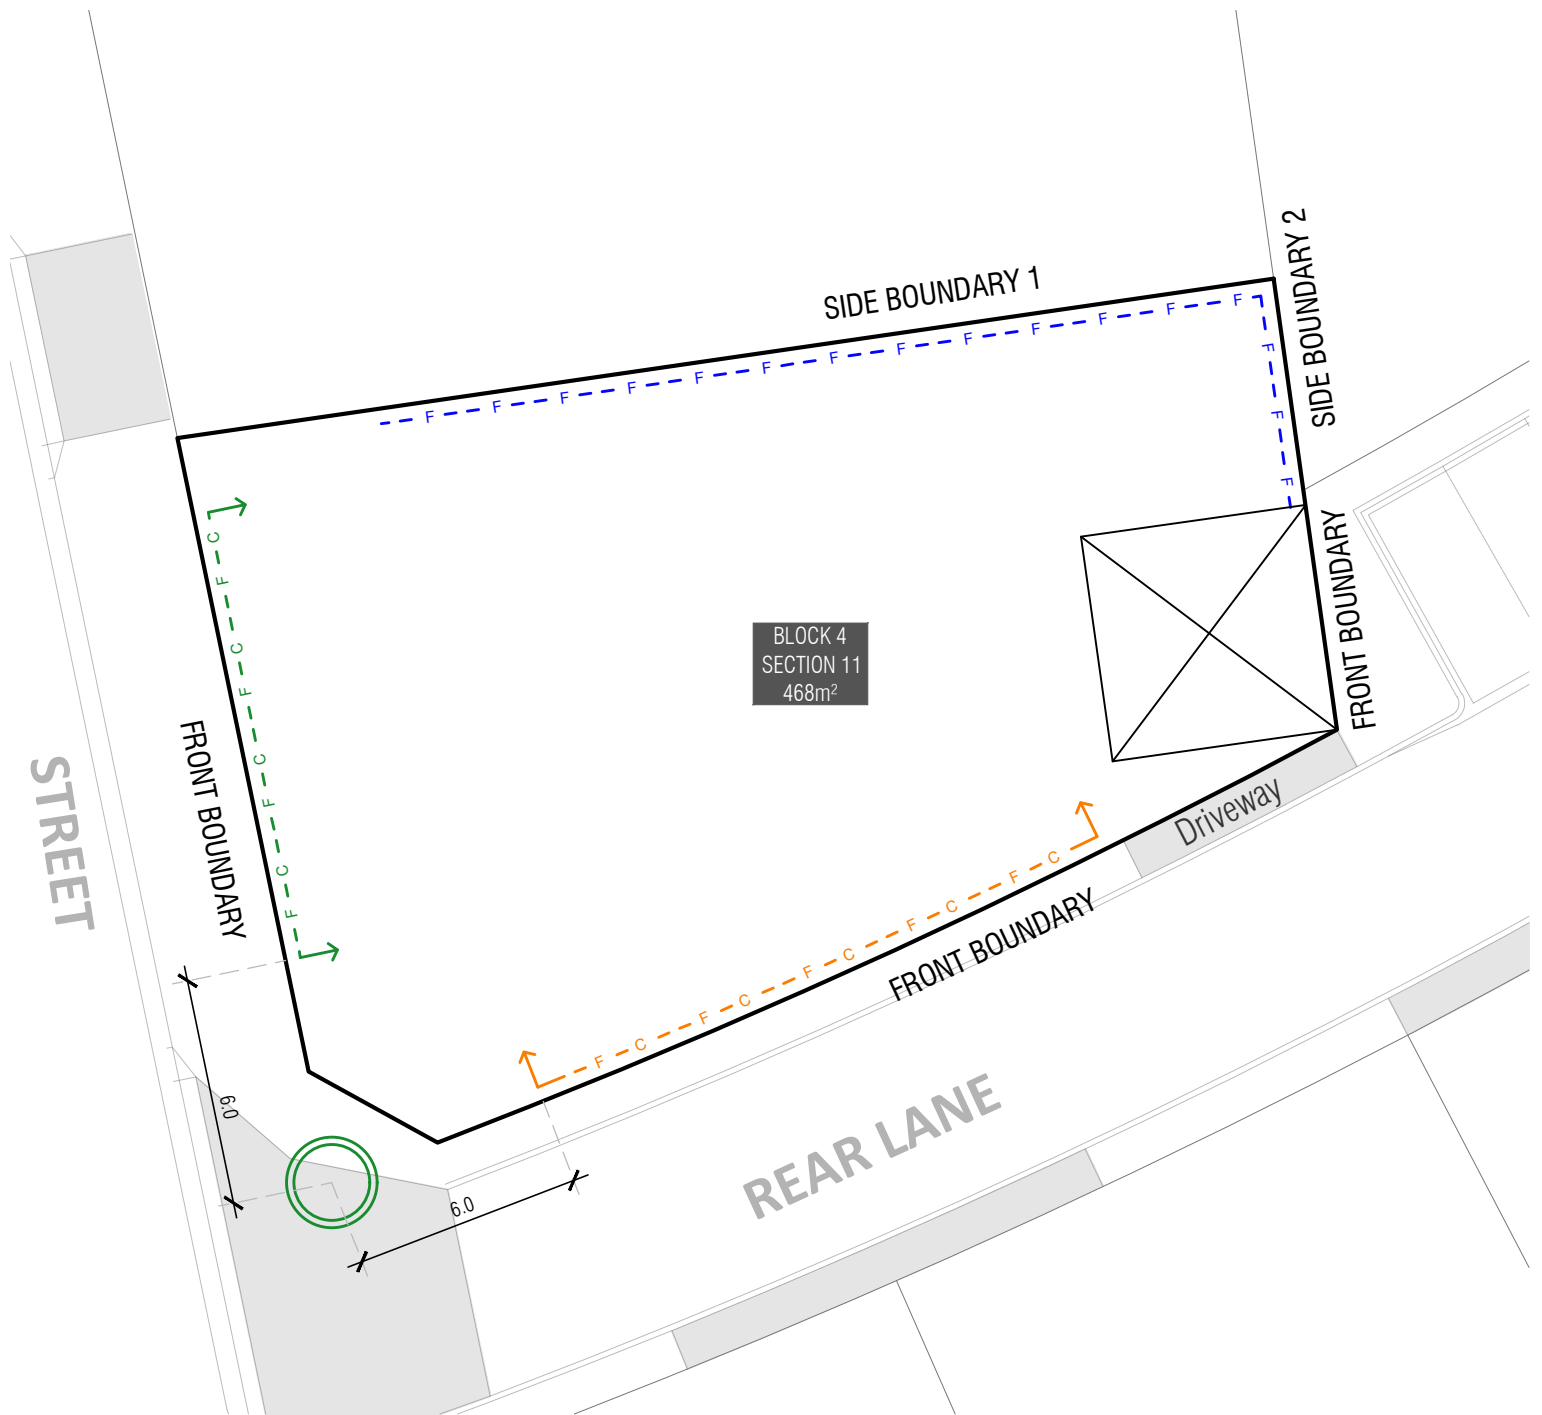 SIDE BOUNDARY 2
SIDE BOUNDARY 1
F F F F F F F F F F F F F
F
F
F
C
F
C
F
C
F
C
F
BLOCK 4
SECTION 11
468m²
FRONT BOUNDARY
FRONT BOUNDARY
STREET
Driveway
F C F C F C F C F C
FRONT BOUNDARY
6.0
6.0
REAR LANE